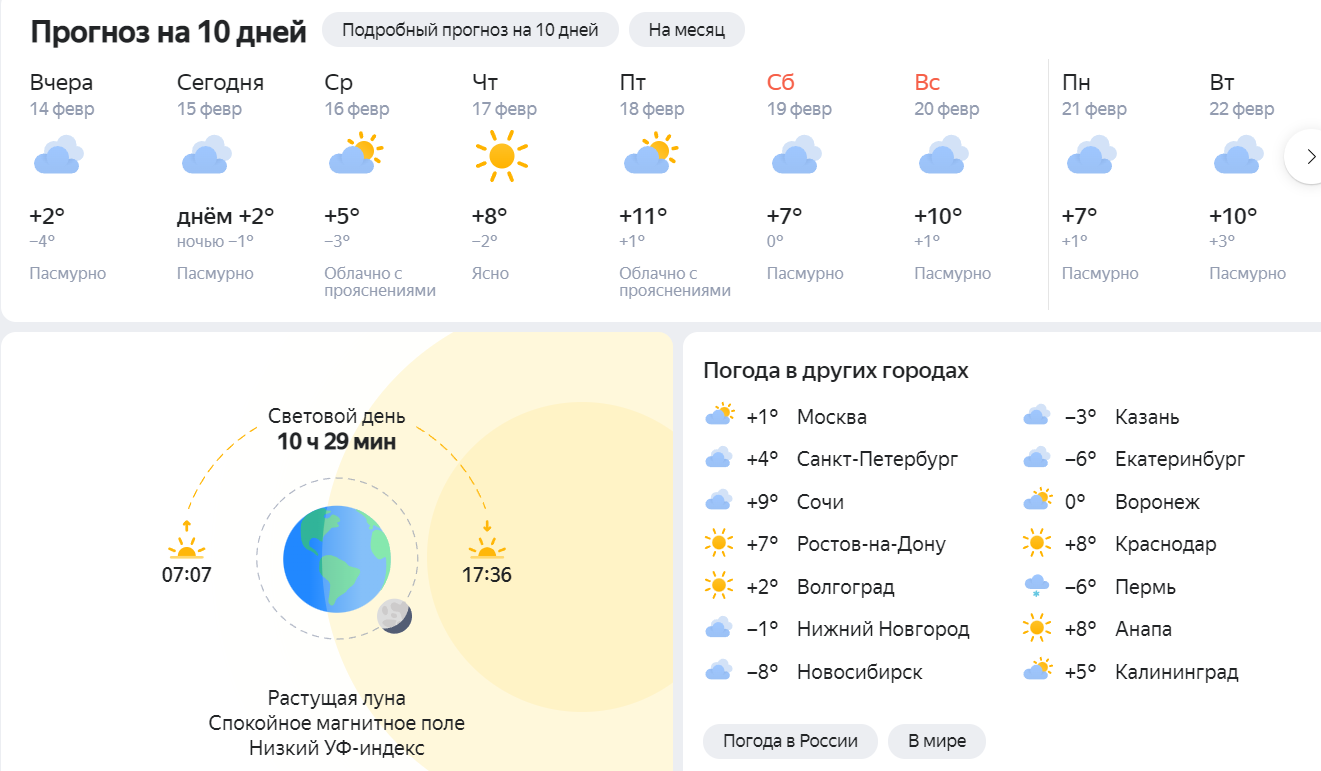 Прогноз на 10 дней
Подробный прогноз на 10 дней
На месяц
Вчера
14 февр
+2°
−4°
Пасмурно
Сегодня
15 февр
днём +2°
ночью −1°
Пасмурно
Ср
16 февр
+5°
−3°
Облачно с
прояснениями
Чт
17 февр
+8°
−2°
Ясно
Пт
18 февр
+11°
+1°
Облачно с
прояснениями
Сб
19 февр
+7°
0°
Пасмурно
Вс
20 февр
+10°
+1°
Пасмурно
Пн
21 февр
+7°
+1°
Пасмурно
Вт
22 февр
+10°
+3°
Пасмурно
Световой день
10 ч 29 мин
07:07
17:36
Растущая луна
Спокойное магнитное поле
Низкий УФ-индекс
Погода в других городах
+1° Москва
+4° Санкт-Петербург
+9° Сочи
+7° Ростов-на-Дону
+2° Волгоград
−1° Нижний Новгород
−8° Новосибирск
−3° Казань
−6° Екатеринбург
0° Воронеж
+8° Краснодар
−6° Пермь
+8° Анапа
+5° Калининград
Погода в России
В мире